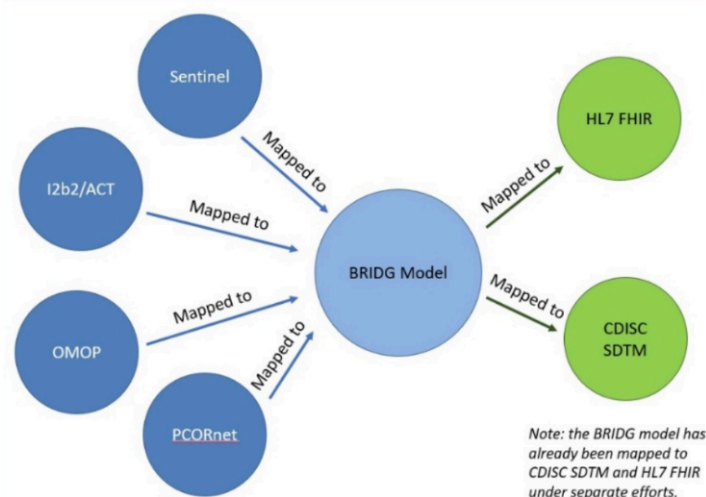 Sentinel
Mapped to
HL7 FHIR
I2b2/ACT
Mapped to
Mapped to
BRIDG Model
Mapped to
Mapped to
OMOP
Mapped to
CDISC
SDTM
PCORnet
Note: the BRIDG model has
already been mapped to
CDISC SDTM and HL7 FHIR
under separate efforts.